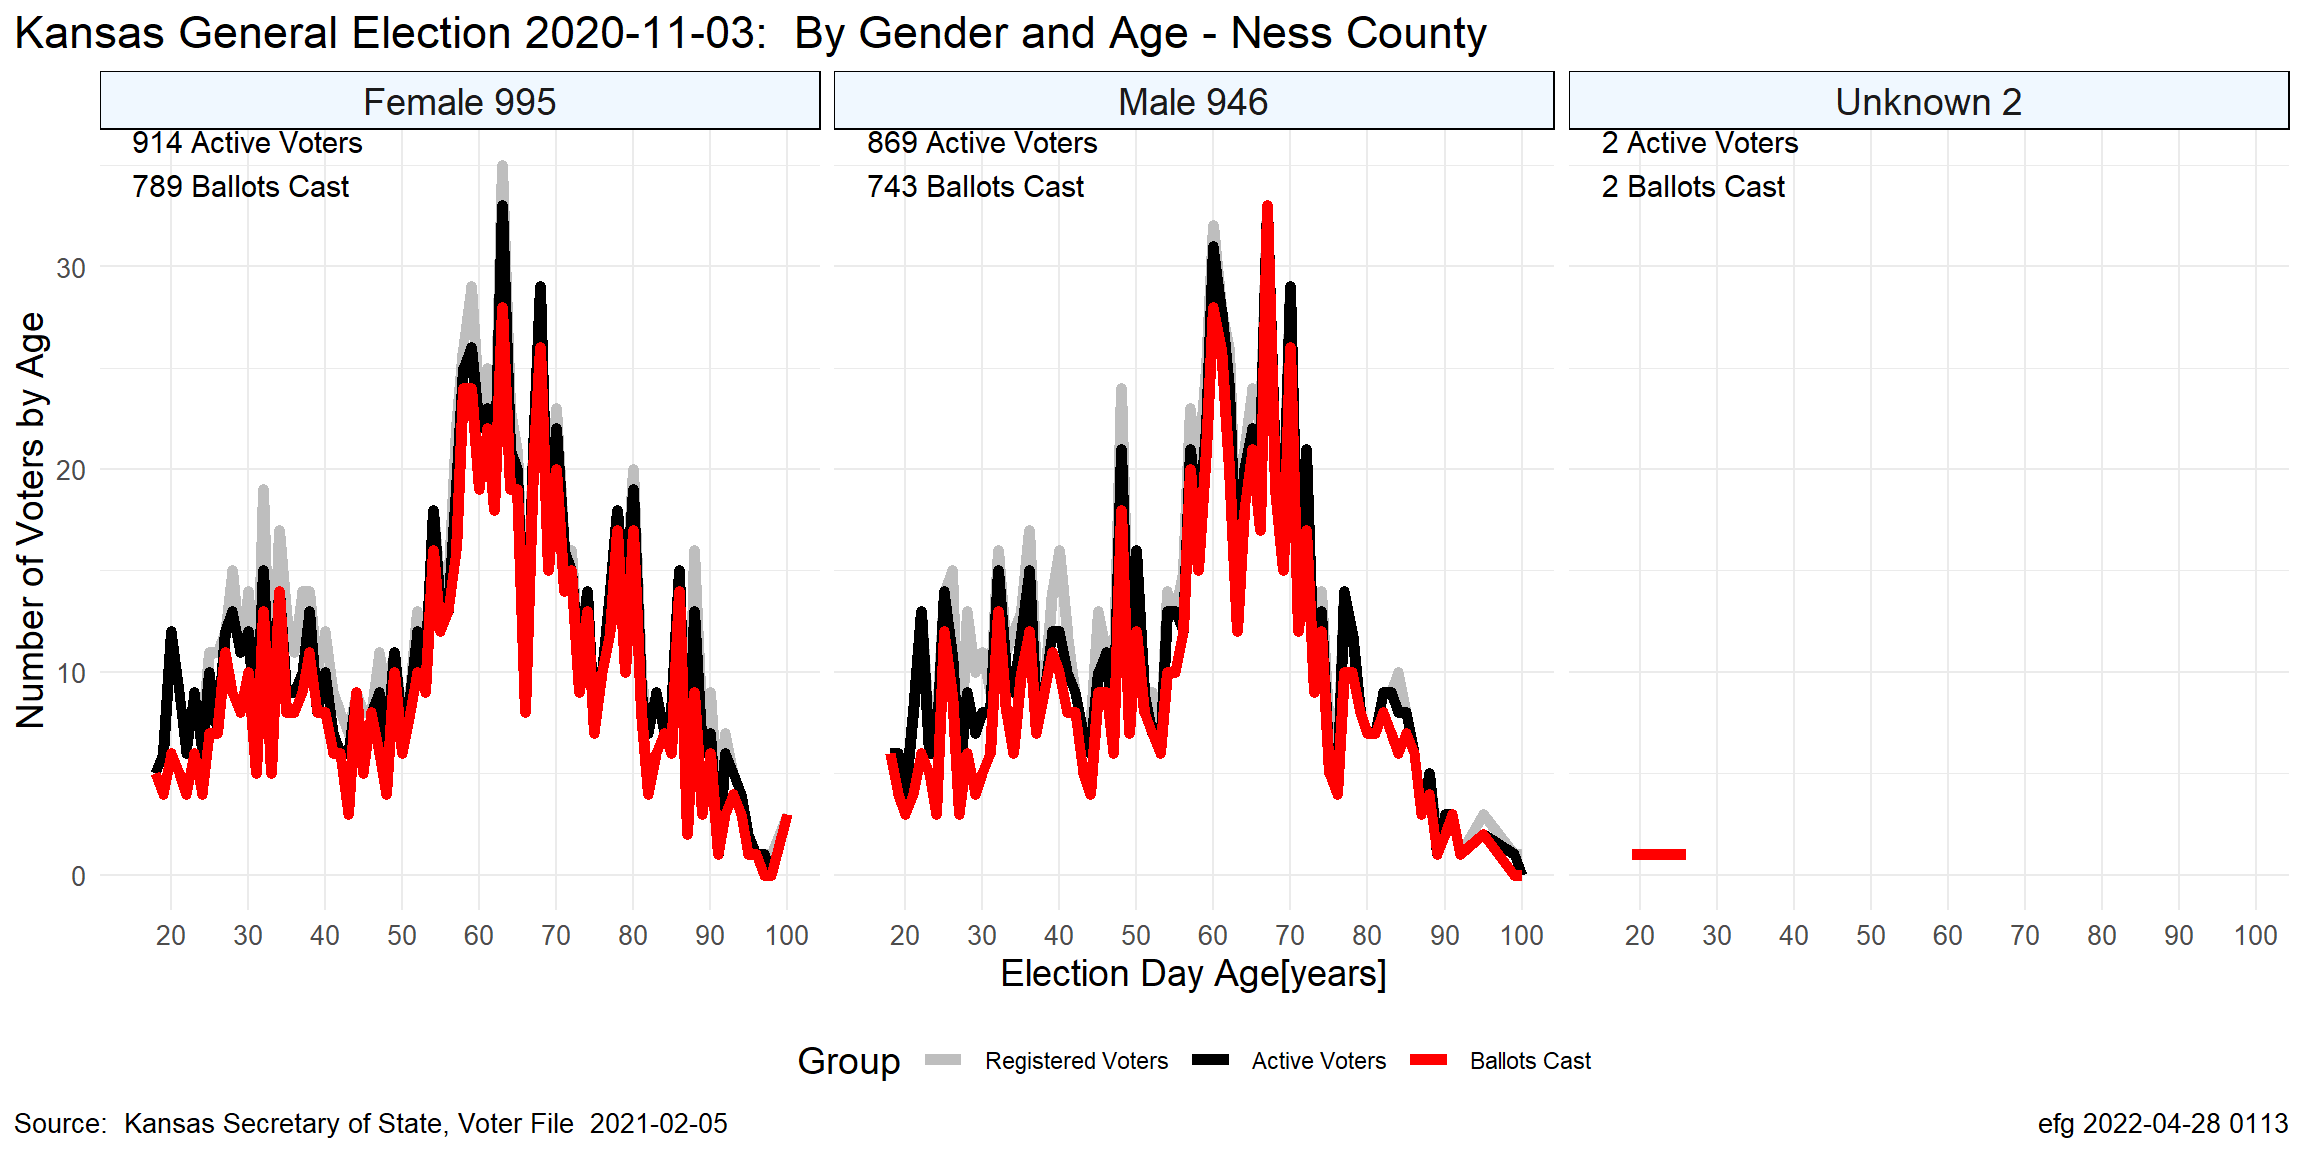 Kansas General Election 2020-11-03:  By Gender and Age - Ness County
Female 995
Male 946
Unknown 2
914 Active Voters
789 Ballots Cast
869 Active Voters
743 Ballots Cast
2 Active Voters
2 Ballots Cast
Number of Voters by Age
30
20
10
0
20 30 40 50 60 70 80 90 100
20 30 40 50 60 70 80 90 100
20 30 40 50 60 70 80 90 100
Election Day Age[years]
Group Registered Voters Active Voters Ballots Cast
Source:  Kansas Secretary of State, Voter File  2021-02-05
efg 2022-04-28 0113